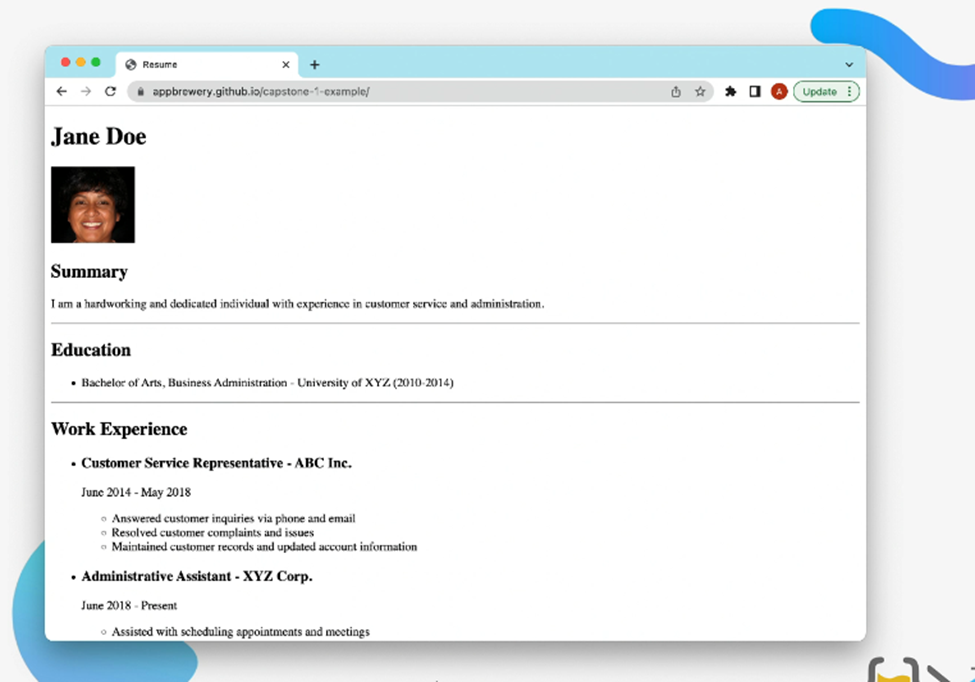 Resume
appbrewery.github.io/capstone-1-example/
A
Update
Jane Doe
Summary
I am a hardworking and dedicated individual with experience in customer service and administration.
Education
• Bachelor of Arts, Business Administration - University of XYZ (2010-2014)
Work Experience
• Customer Service Representative - ABC Inc.
June 2014 - May 2018
○ Answered customer inquiries via phone and email
○ Resolved customer complaints and issues
○ Maintained customer records and updated account information
• Administrative Assistant - XYZ Corp.
June 2018 - Present
○ Assisted with scheduling appointments and meetings